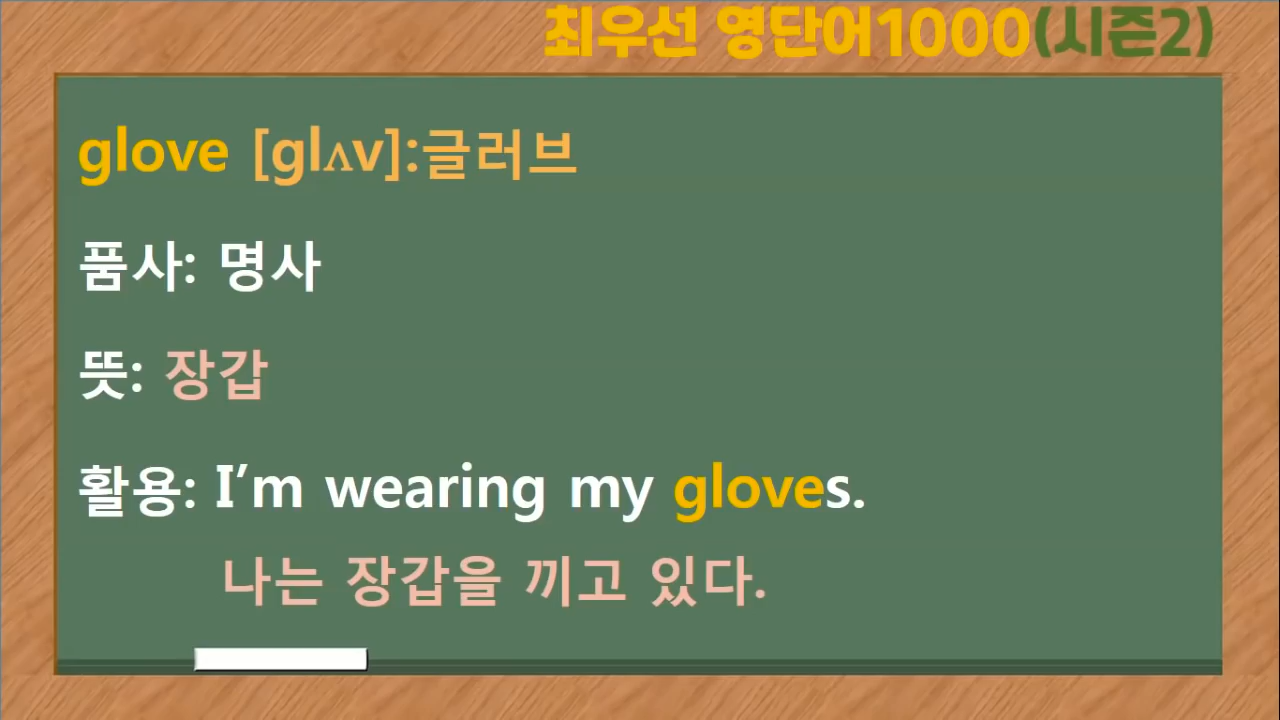 최우선 영단어1000(시즌2)
glove [glʌv]:글러브
품사: 명사
뜻: 장갑
활용: I’m wearing my gloves.
나는 장갑을 끼고 있다.